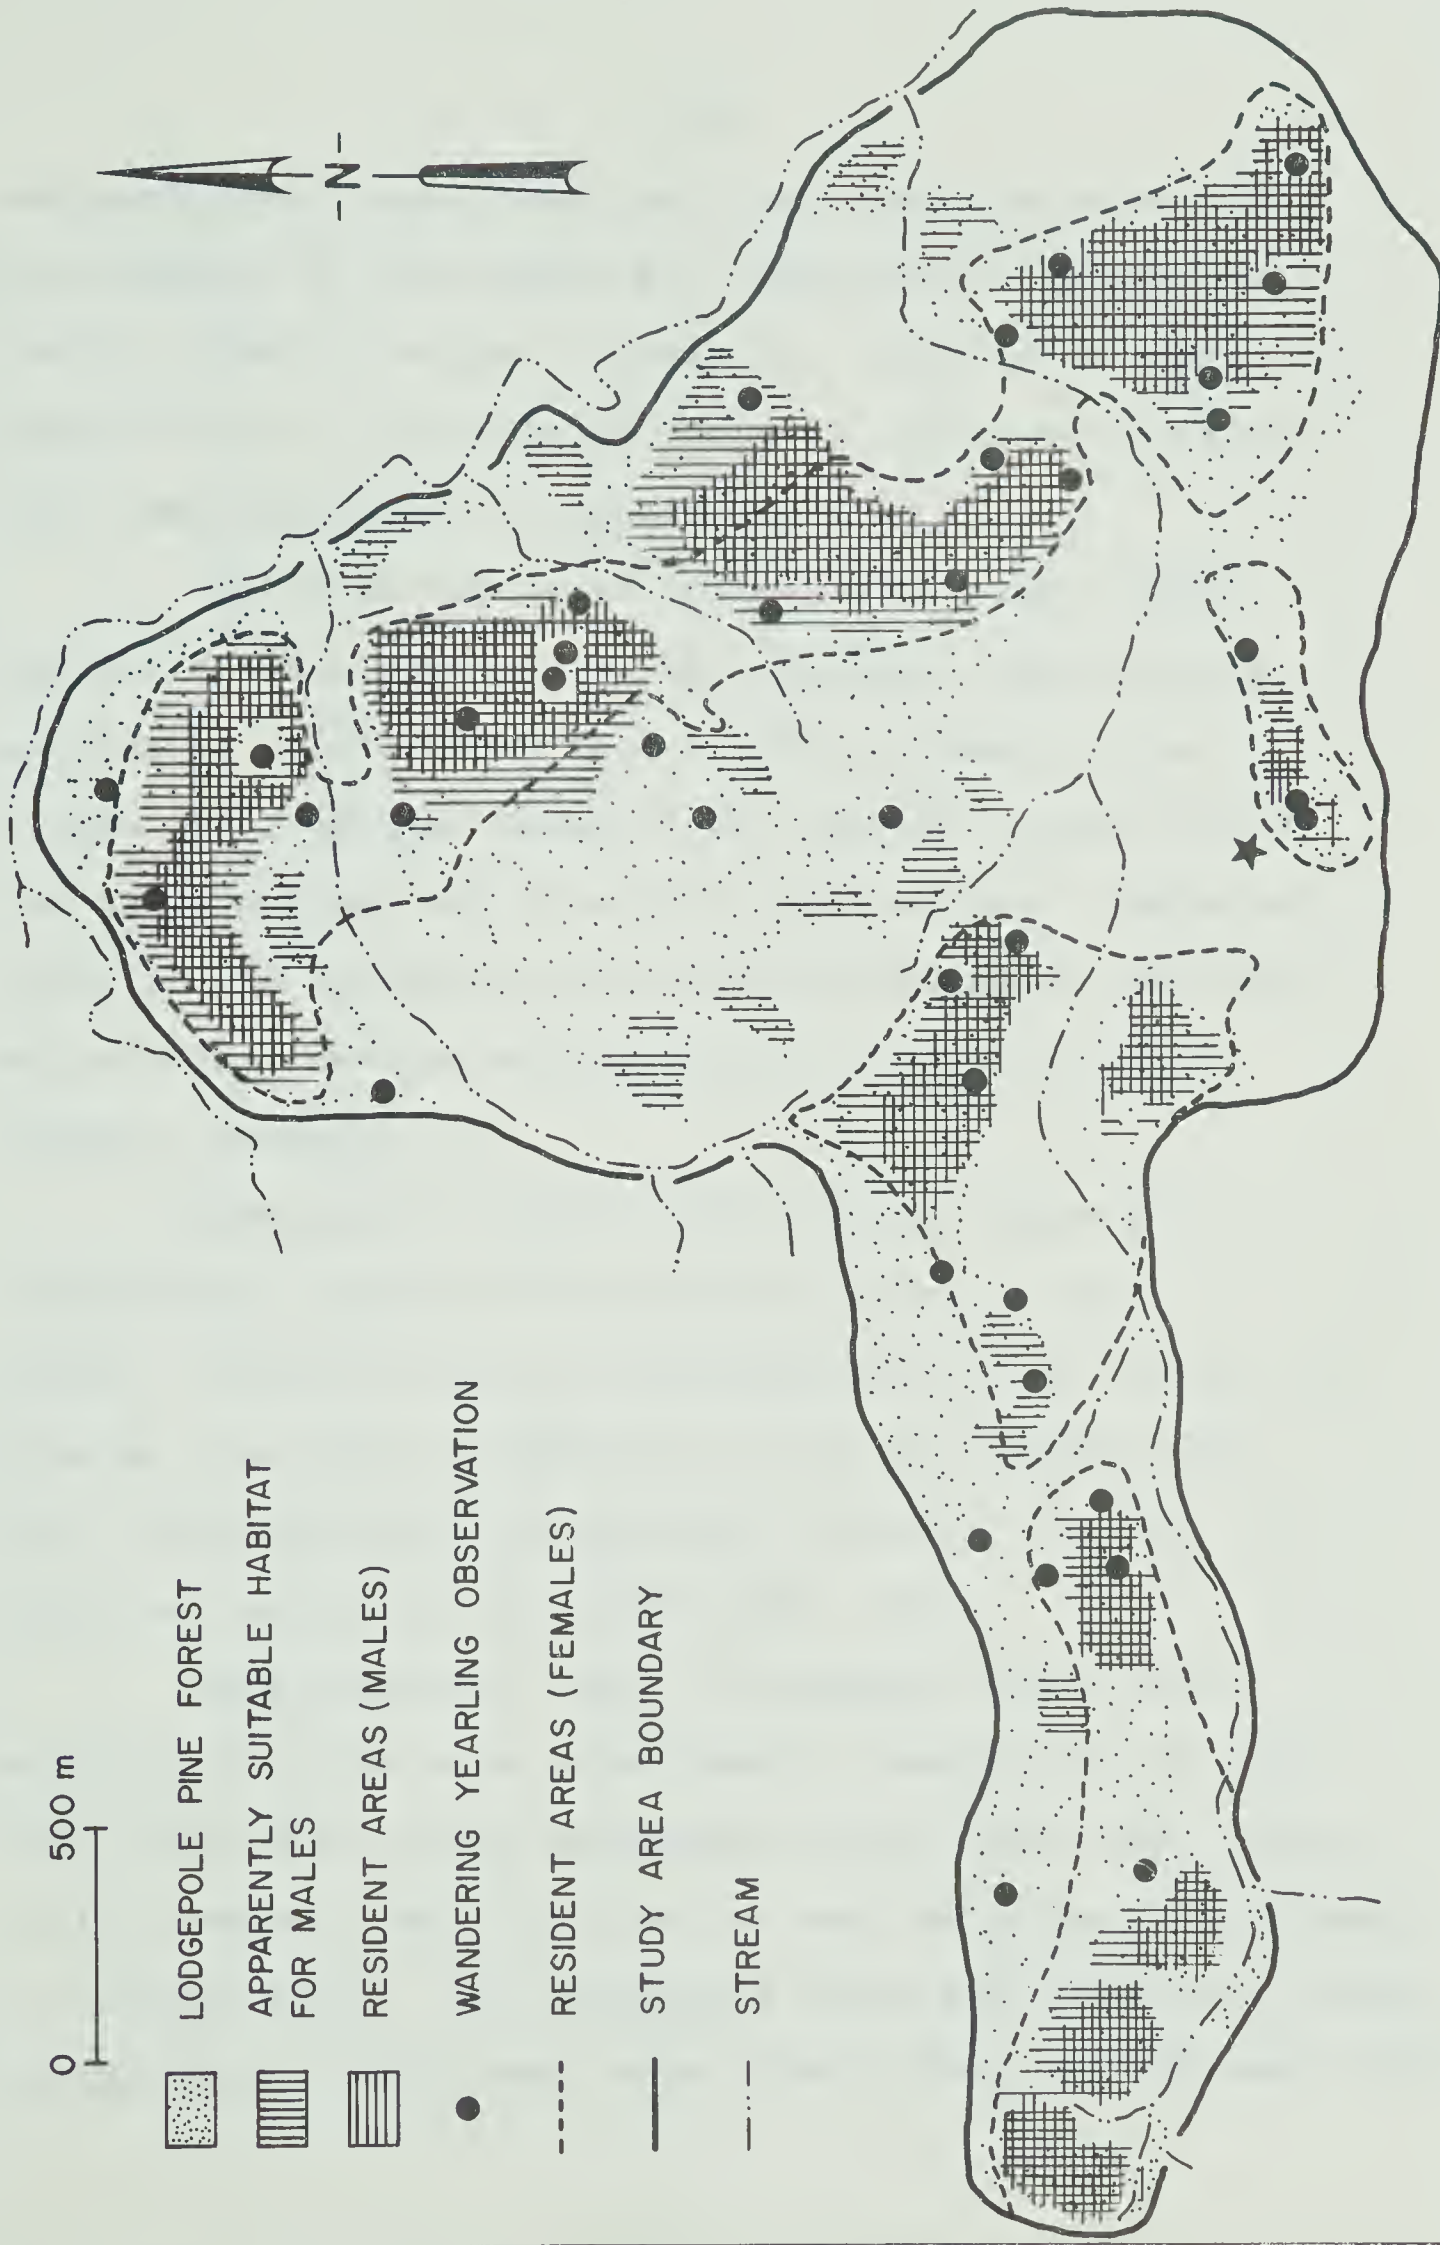 0 500 m
LODGEPOLE PINE FOREST
APPARENTLY SUITABLE HABITAT
FOR MALES
RESIDENT AREAS (MALES)
WANDERING YEARLING OBSERVATION
RESIDENT AREAS (FEMALES)
STUDY AREA BOUNDARY
STREAM
N